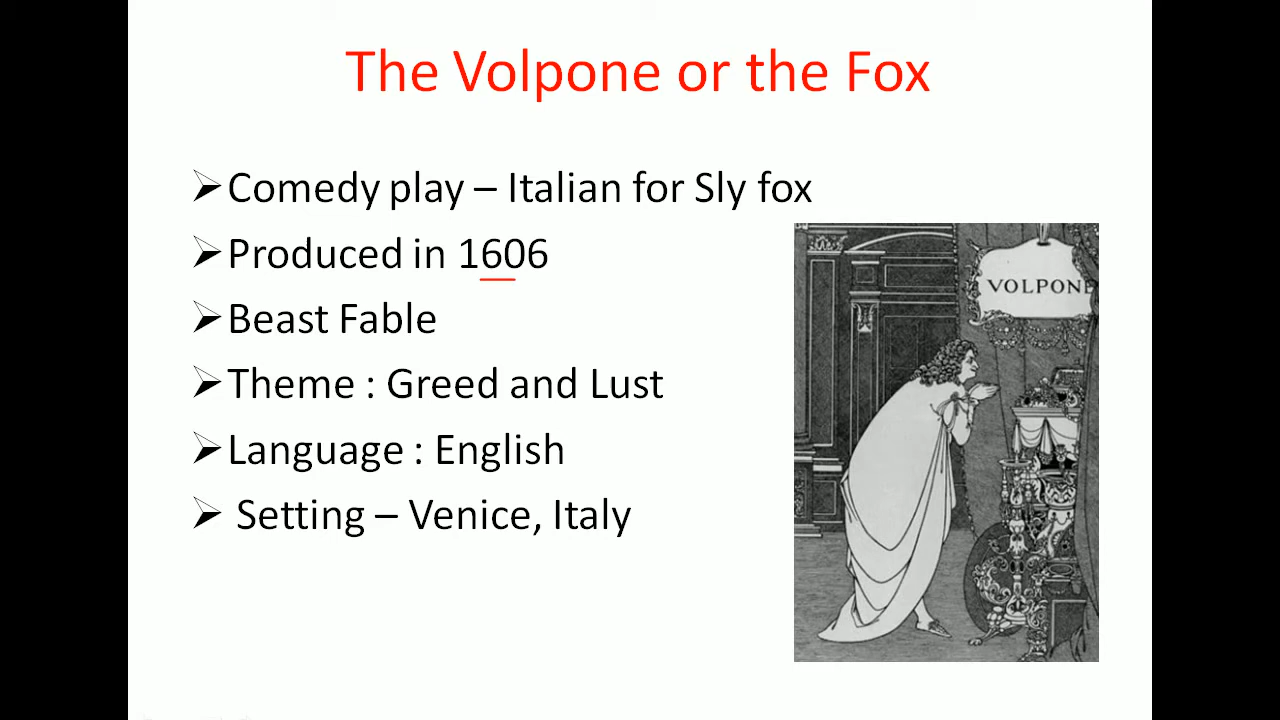 The Volpone or the Fox
Comedy play – Italian for Sly fox
Produced in 1606
Beast Fable
Theme : Greed and Lust
Language : English
Setting – Venice, Italy
VOLPONE